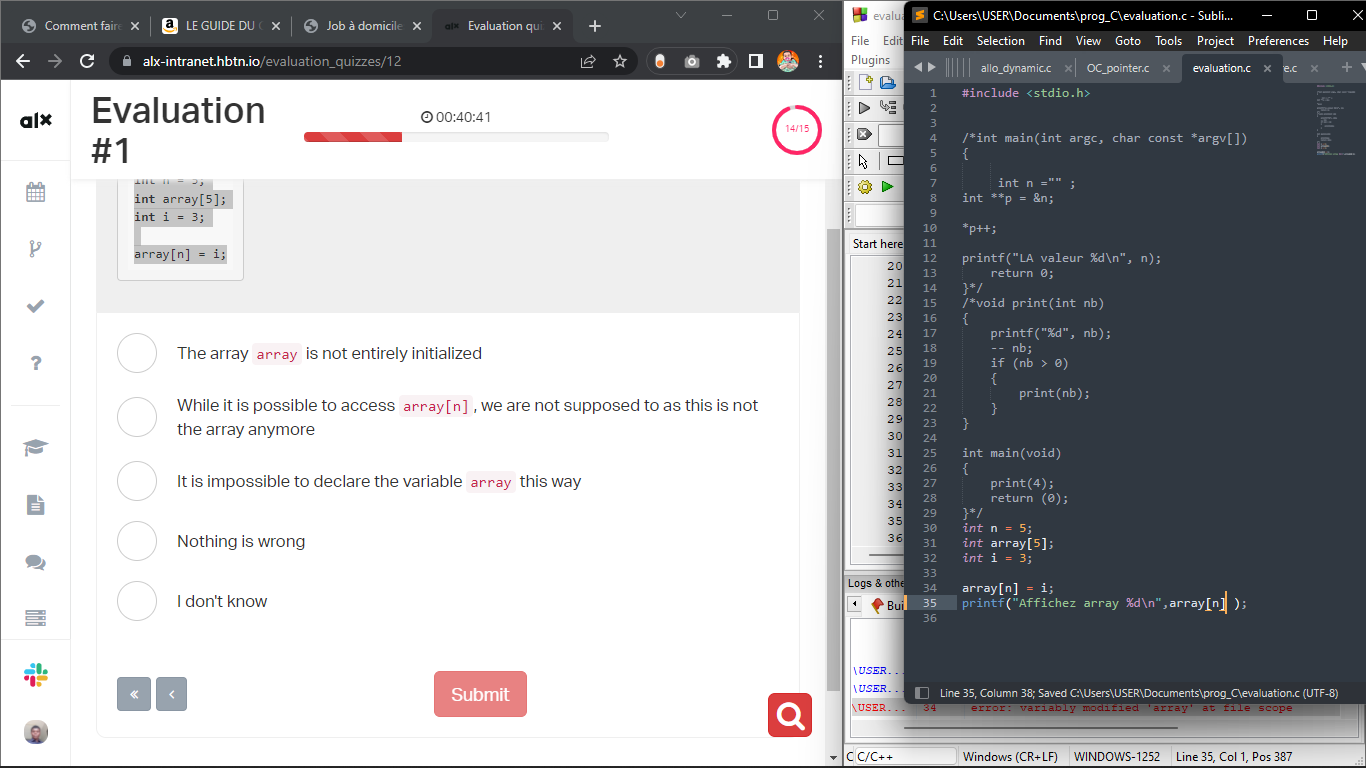 Comment faire
LE GUIDE DU C
Job à domicile
Evaluation qui
alx-intranet.hbtn.io/evaluation_quizzes/12
alx
Evaluation
#1
00:40:41
14/15
int n = 5;
int array[5];
int i = 3;
array[n] = i;
The array array is not entirely initialized
While it is possible to access array[n], we are not supposed to as this is not
the array anymore
It is impossible to declare the variable array this way
Nothing is wrong
I don't know
«
‹
Submit
evalua
File Edi
Plugins
Start here
20
21
22
23
24
25
26
27
28
29
30
31
32
33
34
35
36
Logs & othe
Bu
\USER...
\USER...
\USER... 34 error: variably modified 'array' at file scope
C/C++ Windows (CR+LF) WINDOWS-1252 Line 35, Col 1, Pos 387
C:\Users\USER\Documents\prog_C\evaluation.c - Subli...
File Edit Selection Find View Goto Tools Project Preferences Help
allo_dynamic.c OC_pointer.c evaluation.c e.c
1 #include <stdio.h>
2
3
4 /*int main(int argc, char const *argv[])
5 {
6
7 int n ="" ;
8 int **p = &n;
9
10 *p++;
11
12 printf("LA valeur %d\n", n);
13 return 0;
14 }*/
15 /*void print(int nb)
16 {
17 printf("%d", nb);
18 -- nb;
19 if (nb > 0)
20 {
21 print(nb);
22 }
23 }
24
25 int main(void)
26 {
27 print(4);
28 return (0);
29 }*/
30 int n = 5;
31 int array[5];
32 int i = 3;
33
34 array[n] = i;
35 printf("Affichez array %d\n",array[n] );
36
Line 35, Column 38; Saved C:\Users\USER\Documents\prog_C\evaluation.c (UTF-8)